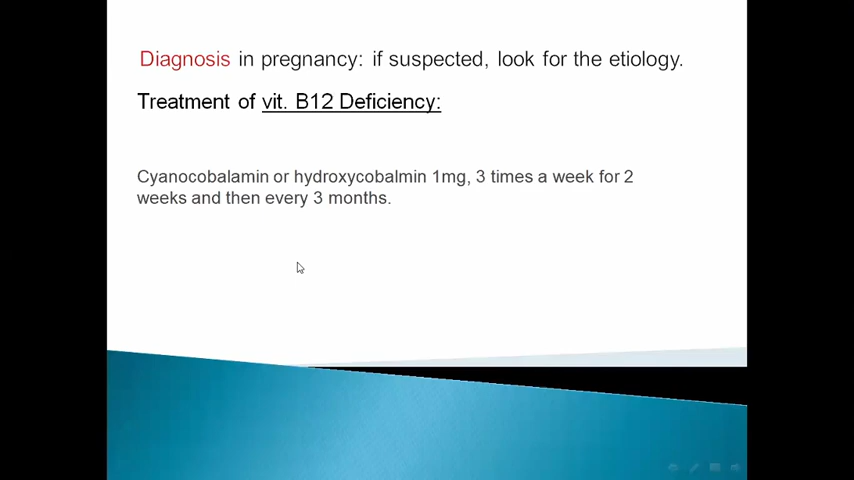 Diagnosis in pregnancy: if suspected, look for the etiology.
Treatment of vit. B12 Deficiency:
Cyanocobalamin or hydroxycobalmin 1mg, 3 times a week for 2
weeks and then every 3 months.